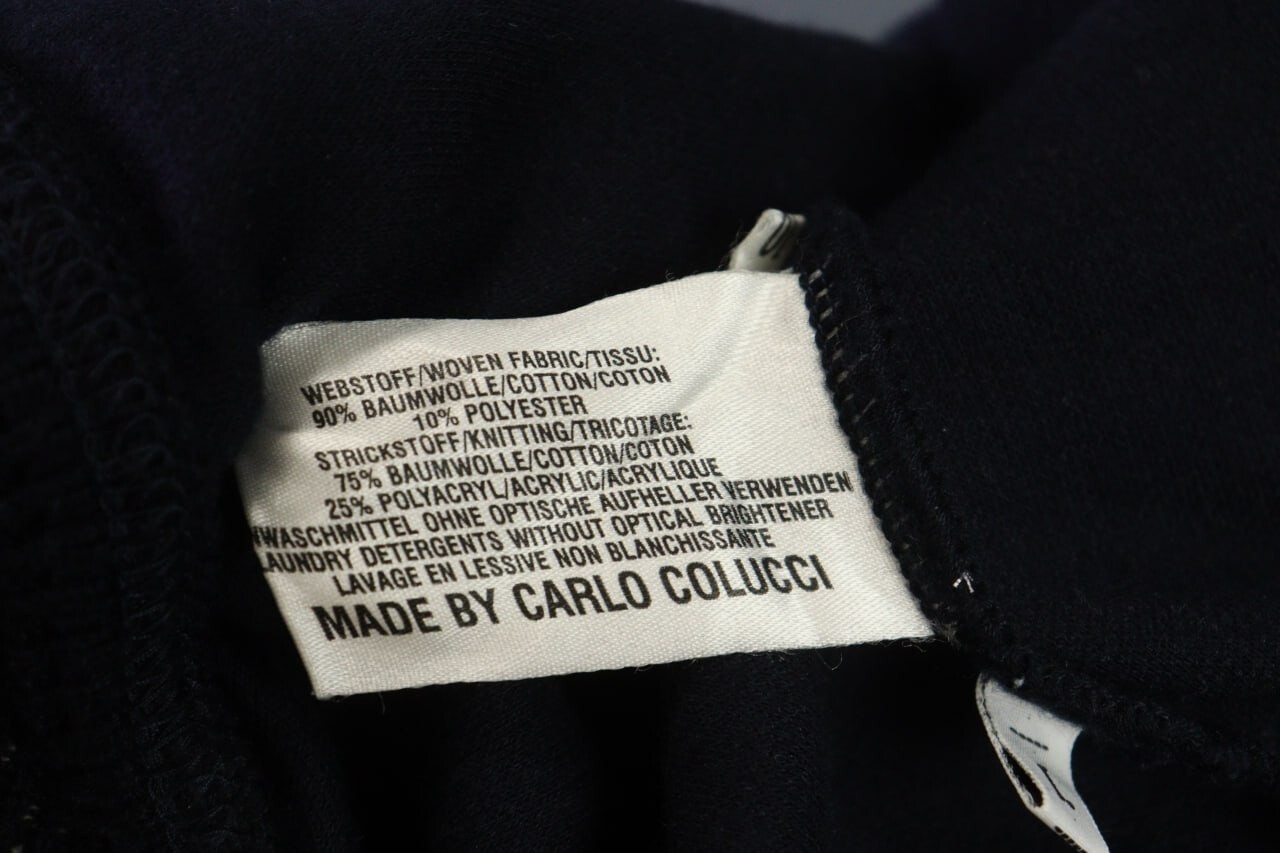 WEBSTOFF/WOVEN FABRIC/TISSU:
90% BAUMWOLLE/COTTON/COTON
10% POLYESTER
STRICKSTOFF/KNITTING/TRICOTAGE:
75% BAUMWOLLE/COTTON/COTON
25% POLYACRYL/ACRYLIC/ACRYLIQUE
WASCHMITTEL OHNE OPTISCHE AUFHELLER VERWENDEN
LAUNDRY DETERGENTS WITHOUT OPTICAL BRIGHTENER
LAVAGE EN LESSIVE NON BLANCHISSANTE
MADE BY CARLO COLUCCI